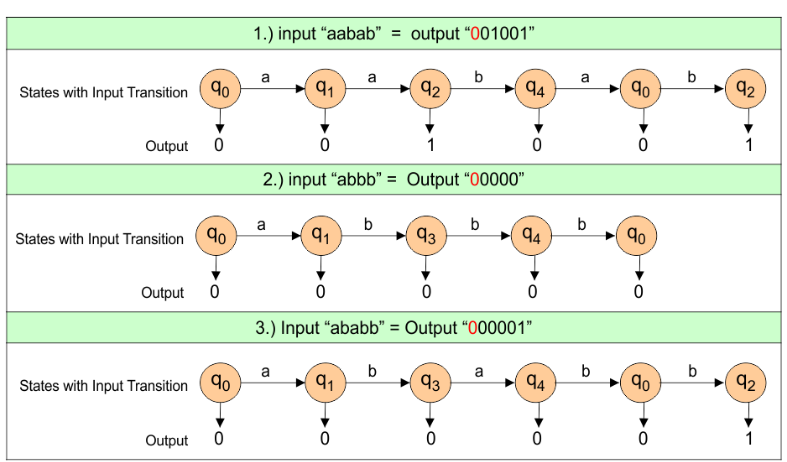 1.) input “aabab” = output “001001”
a a b a b
States with Input Transition q0 q1 q2 q4 q0 q2
Output 0 0 1 0 0 1
2.) input “abbb” = Output “00000”
a b b b
States with Input Transition q0 q1 q3 q4 q0
Output 0 0 0 0 0
3.) Input “ababb” = Output “000001”
a b a b b
States with Input Transition q0 q1 q3 q4 q0 q2
Output 0 0 0 0 0 1